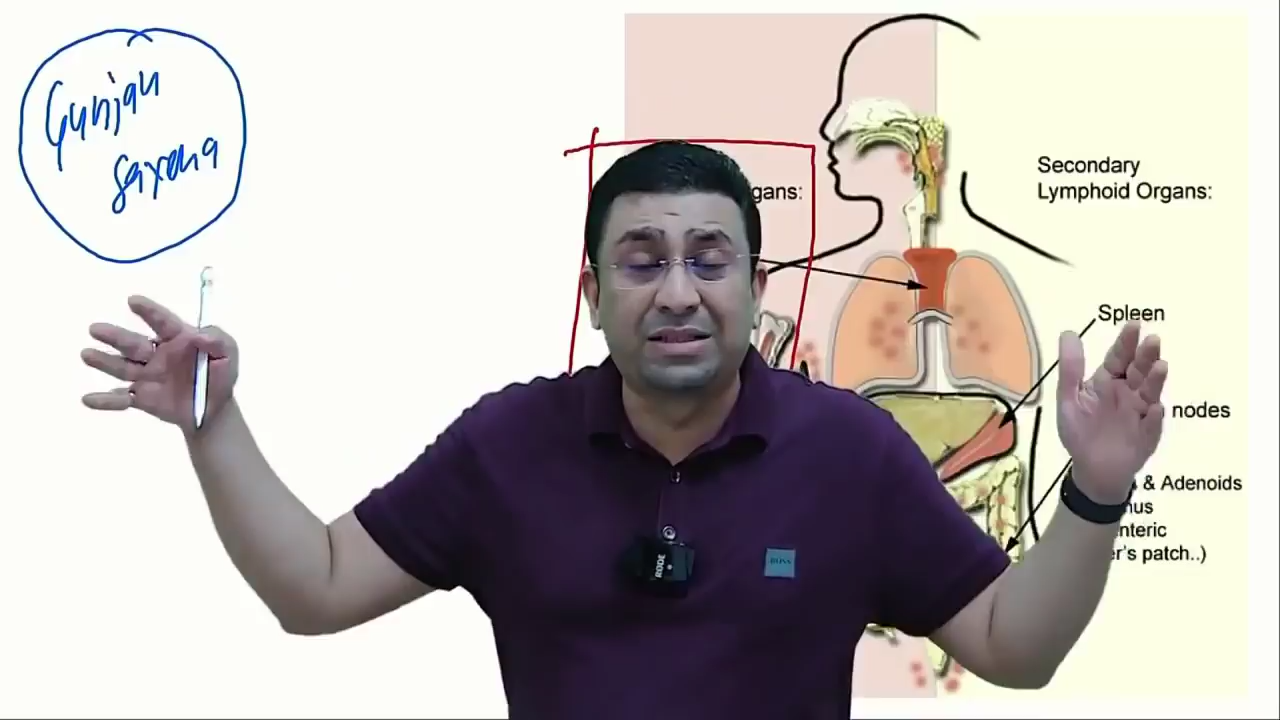 Gunjan
Saxena
gans:
Secondary
Lymphoid Organs:
Spleen
nodes
& Adenoids
nus
nteric
er's patch..)
RODE
BOSS